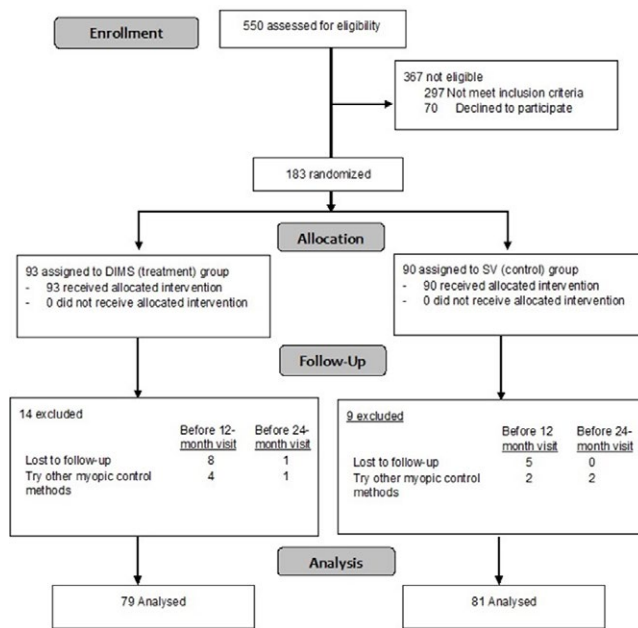 Enrollment
550 assessed for eligibility
367 not eligible
297 Not meet inclusion criteria
70 Declined to participate
183 randomized
Allocation
93 assigned to DIMS (treatment) group
- 93 received allocated intervention
- 0 did not receive allocated intervention
90 assigned to SV (control) group
- 90 received allocated intervention
- 0 did not receive allocated intervention
Follow-Up
14 excluded
Before 12- Before 24-
month visit month visit
Lost to follow-up 8 1
Try other myopic control 4 1
methods
9 excluded
Before 12 Before 24-
month visit month visit
Lost to follow-up 5 0
Try other myopic control 2 2
methods
Analysis
79 Analysed
81 Analysed